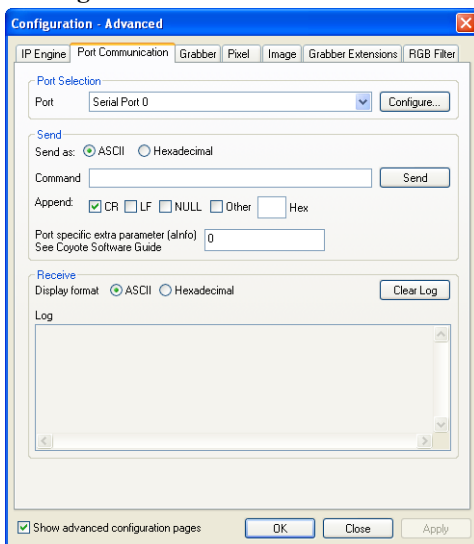 Configuration - Advanced
IP Engine Port Communication Grabber Pixel Image Grabber Extensions RGB Filter
Port Selection
Port Serial Port 0 Configure...
Send
Send as: ASCII Hexadecimal
Command Send
Append: CR LF NULL Other Hex
Port specific extra parameter (aInfo) 0
See Coyote Software Guide
Receive
Display format ASCII Hexadecimal Clear Log
Log
Show advanced configuration pages OK Close Apply